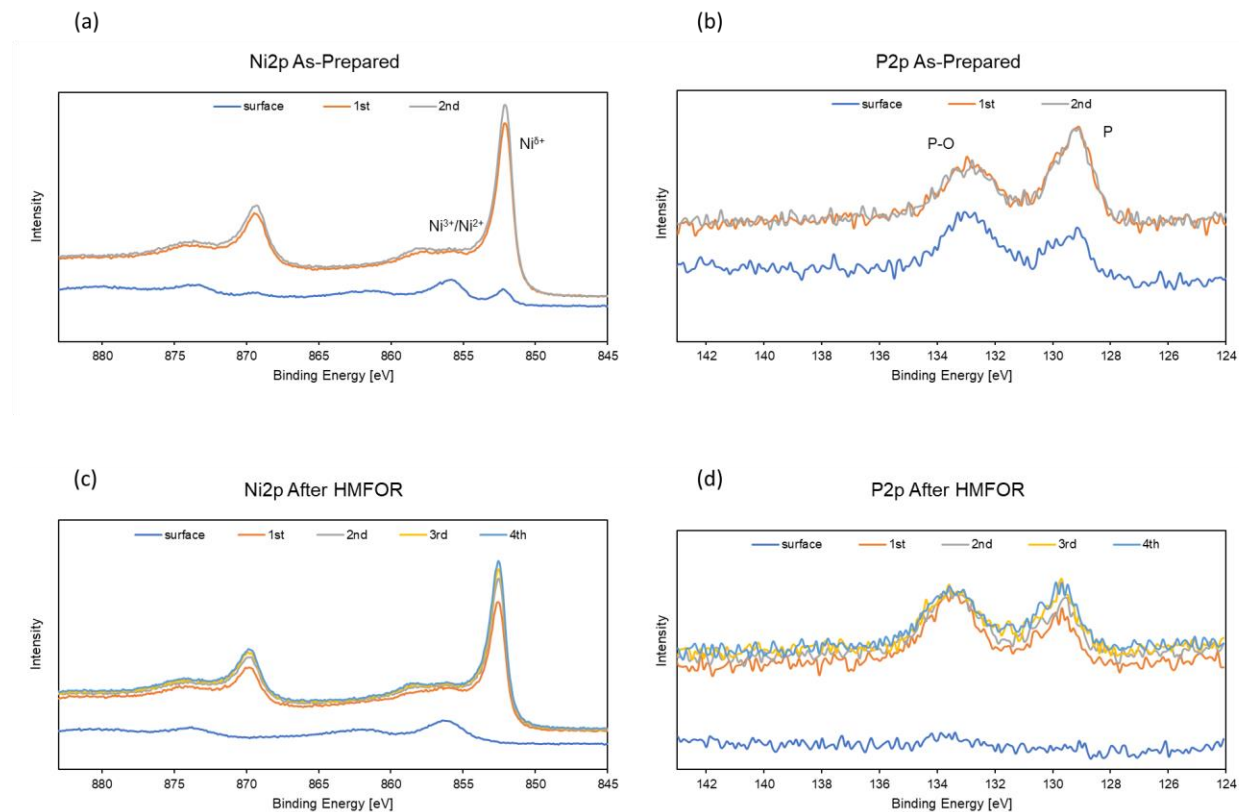 (a)
Ni2p As-Prepared
surface 1st 2nd
Niδ+
Ni3+/Ni2+
Intensity
880 875 870 865 860 855 850 845
Binding Energy [eV]
(b)
P2p As-Prepared
surface 1st 2nd
P-O
P
Intensity
142 140 138 136 134 132 130 128 126 124
Binding Energy [eV]
(c)
Ni2p After HMFOR
surface 1st 2nd 3rd 4th
Intensity
880 875 870 865 860 855 850 845
Binding Energy [eV]
(d)
P2p After HMFOR
surface 1st 2nd 3rd 4th
Intensity
142 140 138 136 134 132 130 128 126 124
Binding Energy [eV]